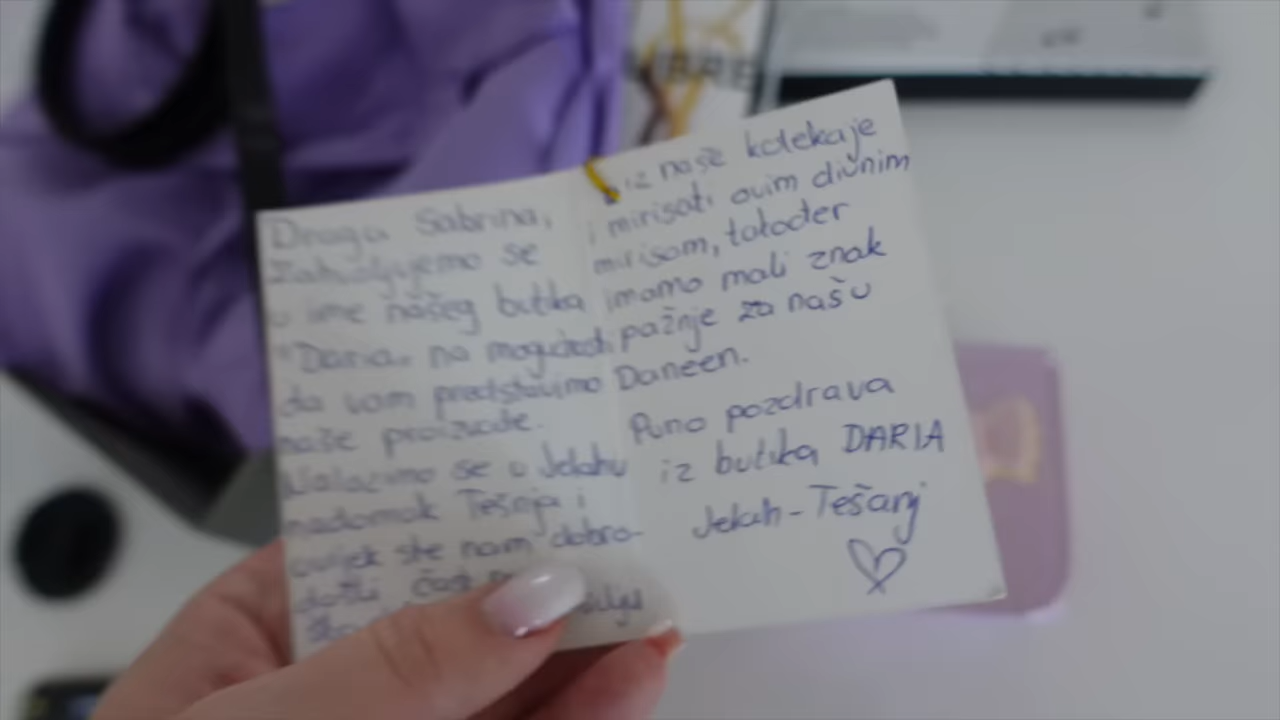 Draga Sabrina,
Zahvaljujemo se
u ime našeg butika
"Daria" na mogućnosti
da vam predstavimo
naše proizvode.
Nalazimo se u Jelahu
nadomak Tešnja i
uvijek ste nam dobro-
došli. Čast
iz naše kolekcije
i mirisati ovim divnim
mirisom, također
imamo mali znak
pažnje za našu
Daneen.
Puno pozdrava
iz butika DARIA
Jelah-Tešanj